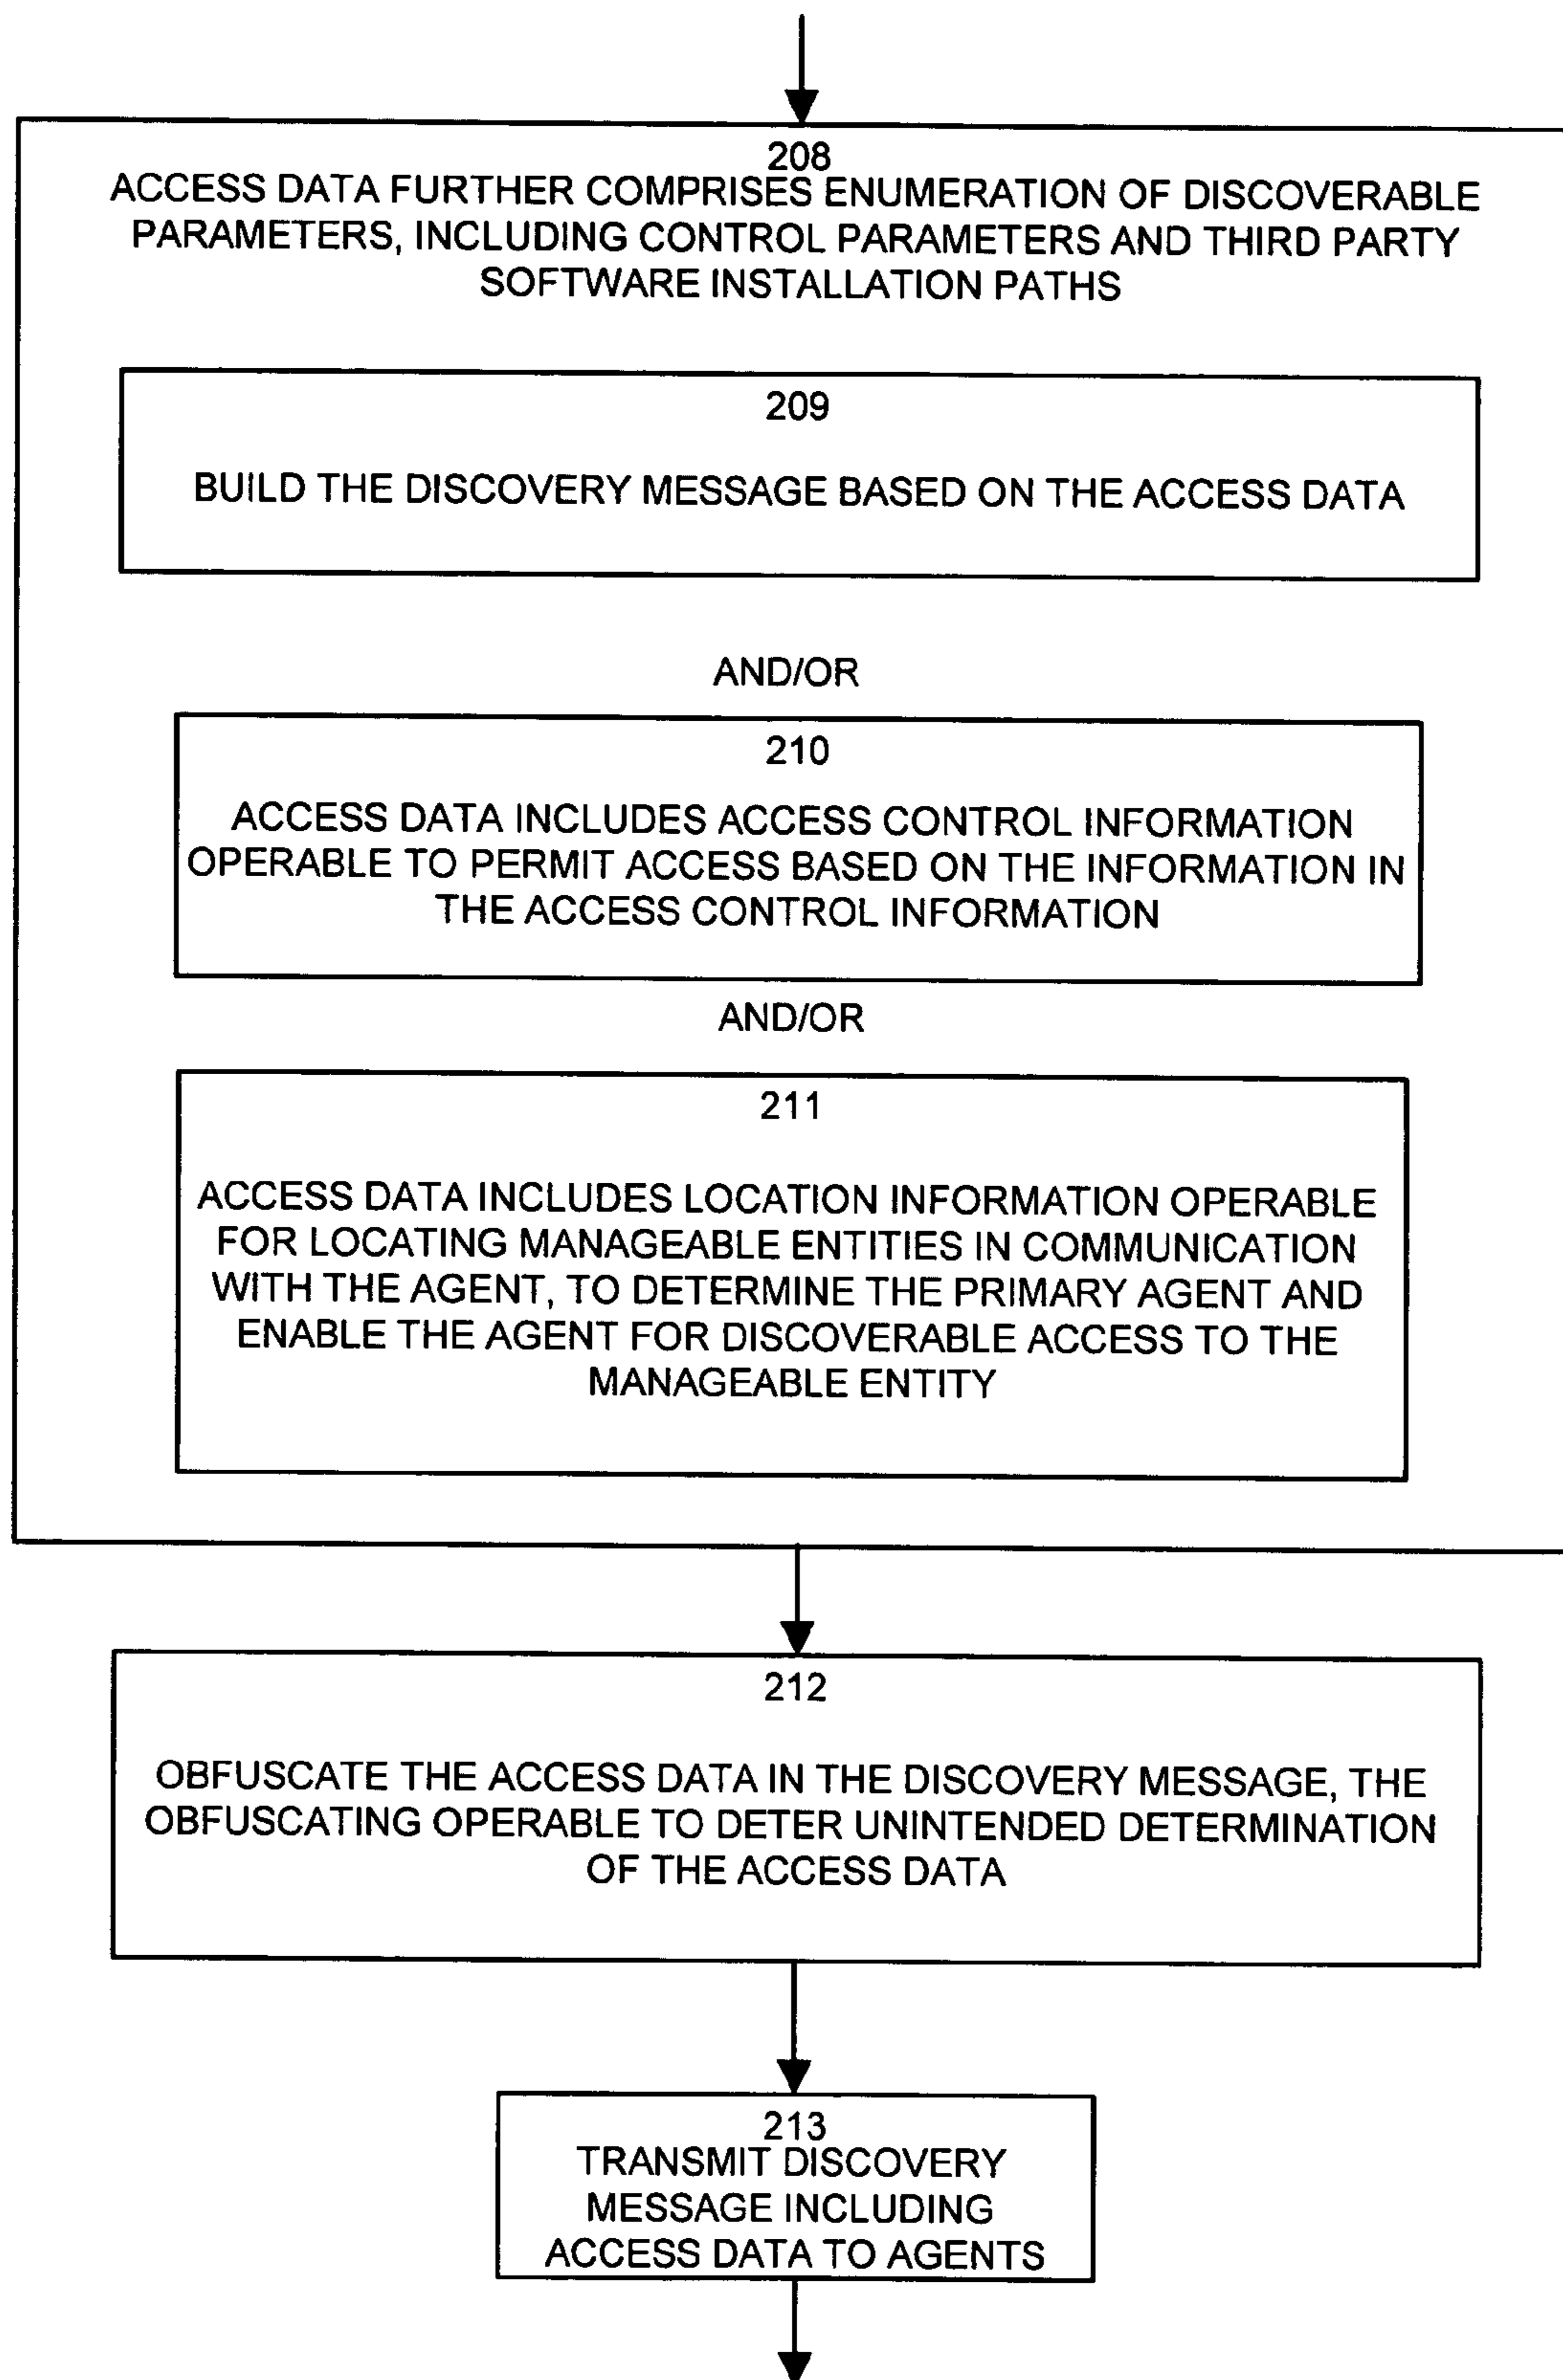 208
ACCESS DATA FURTHER COMPRISES ENUMERATION OF DISCOVERABLE
PARAMETERS, INCLUDING CONTROL PARAMETERS AND THIRD PARTY
SOFTWARE INSTALLATION PATHS
209
BUILD THE DISCOVERY MESSAGE BASED ON THE ACCESS DATA
AND/OR
210
ACCESS DATA INCLUDES ACCESS CONTROL INFORMATION
OPERABLE TO PERMIT ACCESS BASED ON THE INFORMATION IN
THE ACCESS CONTROL INFORMATION
AND/OR
211
ACCESS DATA INCLUDES LOCATION INFORMATION OPERABLE
FOR LOCATING MANAGEABLE ENTITIES IN COMMUNICATION
WITH THE AGENT, TO DETERMINE THE PRIMARY AGENT AND
ENABLE THE AGENT FOR DISCOVERABLE ACCESS TO THE
MANAGEABLE ENTITY
212
OBFUSCATE THE ACCESS DATA IN THE DISCOVERY MESSAGE, THE
OBFUSCATING OPERABLE TO DETER UNINTENDED DETERMINATION
OF THE ACCESS DATA
213
TRANSMIT DISCOVERY
MESSAGE INCLUDING
ACCESS DATA TO AGENTS